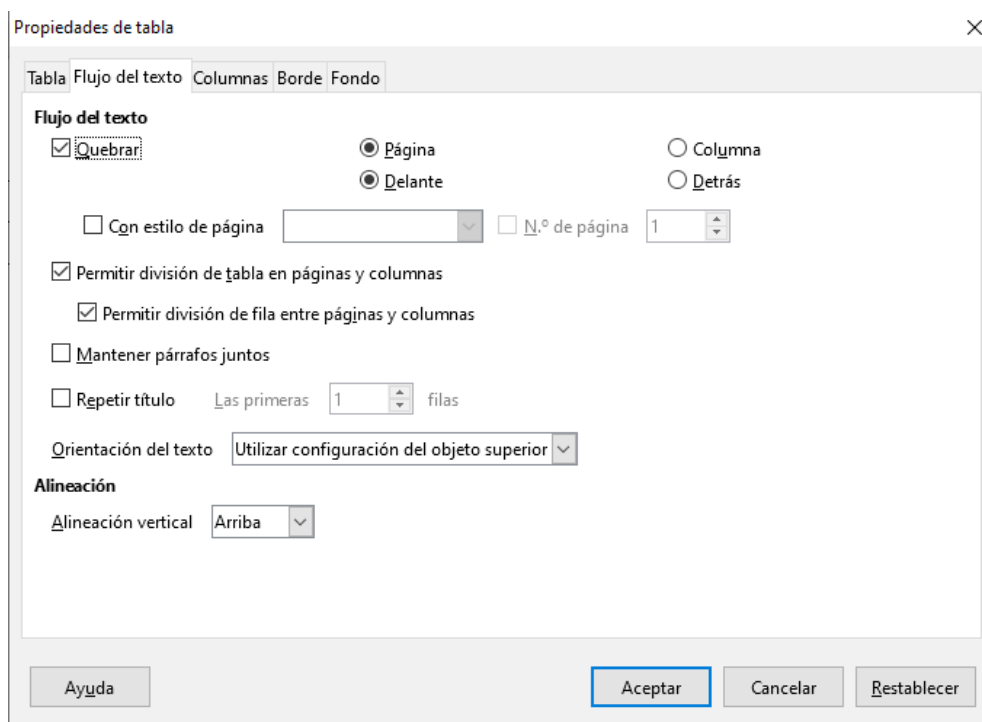 Propiedades de tabla
Tabla Flujo del texto Columnas Borde Fondo
Flujo del texto
Quebrar Página Columna
Delante Detrás
Con estilo de página N.º de página 1
Permitir división de tabla en páginas y columnas
Permitir división de fila entre páginas y columnas
Mantener párrafos juntos
Repetir título Las primeras 1 filas
Orientación del texto Utilizar configuración del objeto superior
Alineación
Alineación vertical Arriba
Ayuda Aceptar Cancelar Restablecer